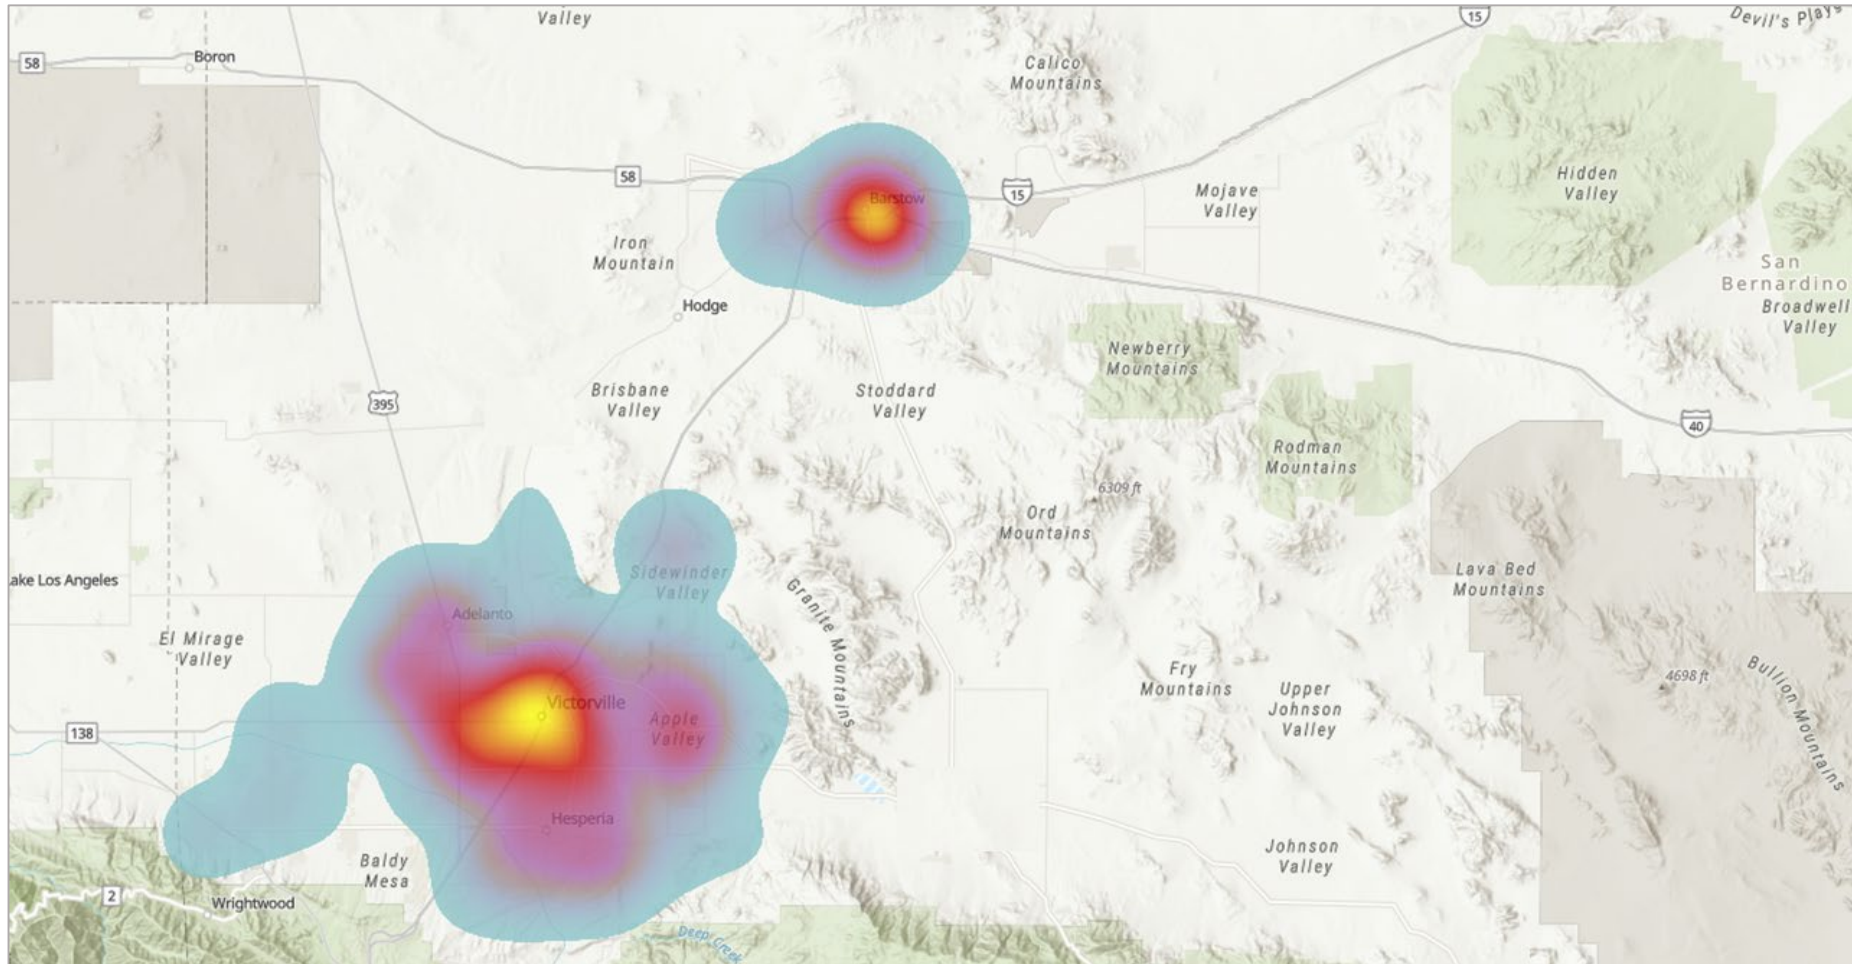 Valley
15
Devil's Plays
58
Boron
Calico
Mountains
58
15
Hidden
Valley
Mojave
Valley
Barstow
Iron
Mountain
San
Bernardino
Hodge
Broadwell
Valley
Newberry
Mountains
395
Brisbane
Valley
Stoddard
Valley
40
Rodman
Mountains
6309 ft
Ord
Mountains
ake Los Angeles
Sidewinder
Valley
Lava Bed
Mountains
Adelanto
Granite Mountains
El Mirage
Valley
Fry
Mountains
4698 ft
Bullion Mountains
Victorville
Upper
Johnson
Valley
Apple
Valley
138
Hesperia
Johnson
Valley
Baldy
Mesa
2
Wrightwood
Deep Creek